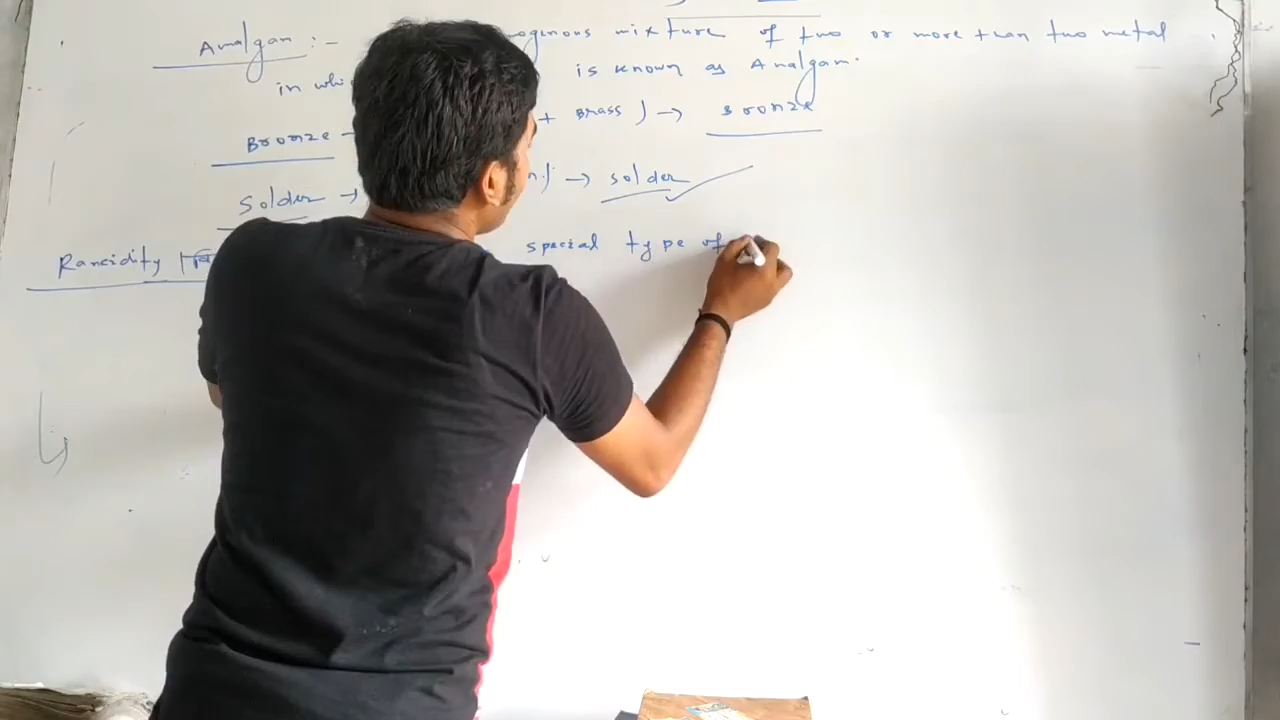 Amalgan :- ogenous mixture of two or more than two metal
in whi is known as Amalgam.
Bronze + Brass ) → Bronze
Solder → n.) → solder
Rancidity special type of